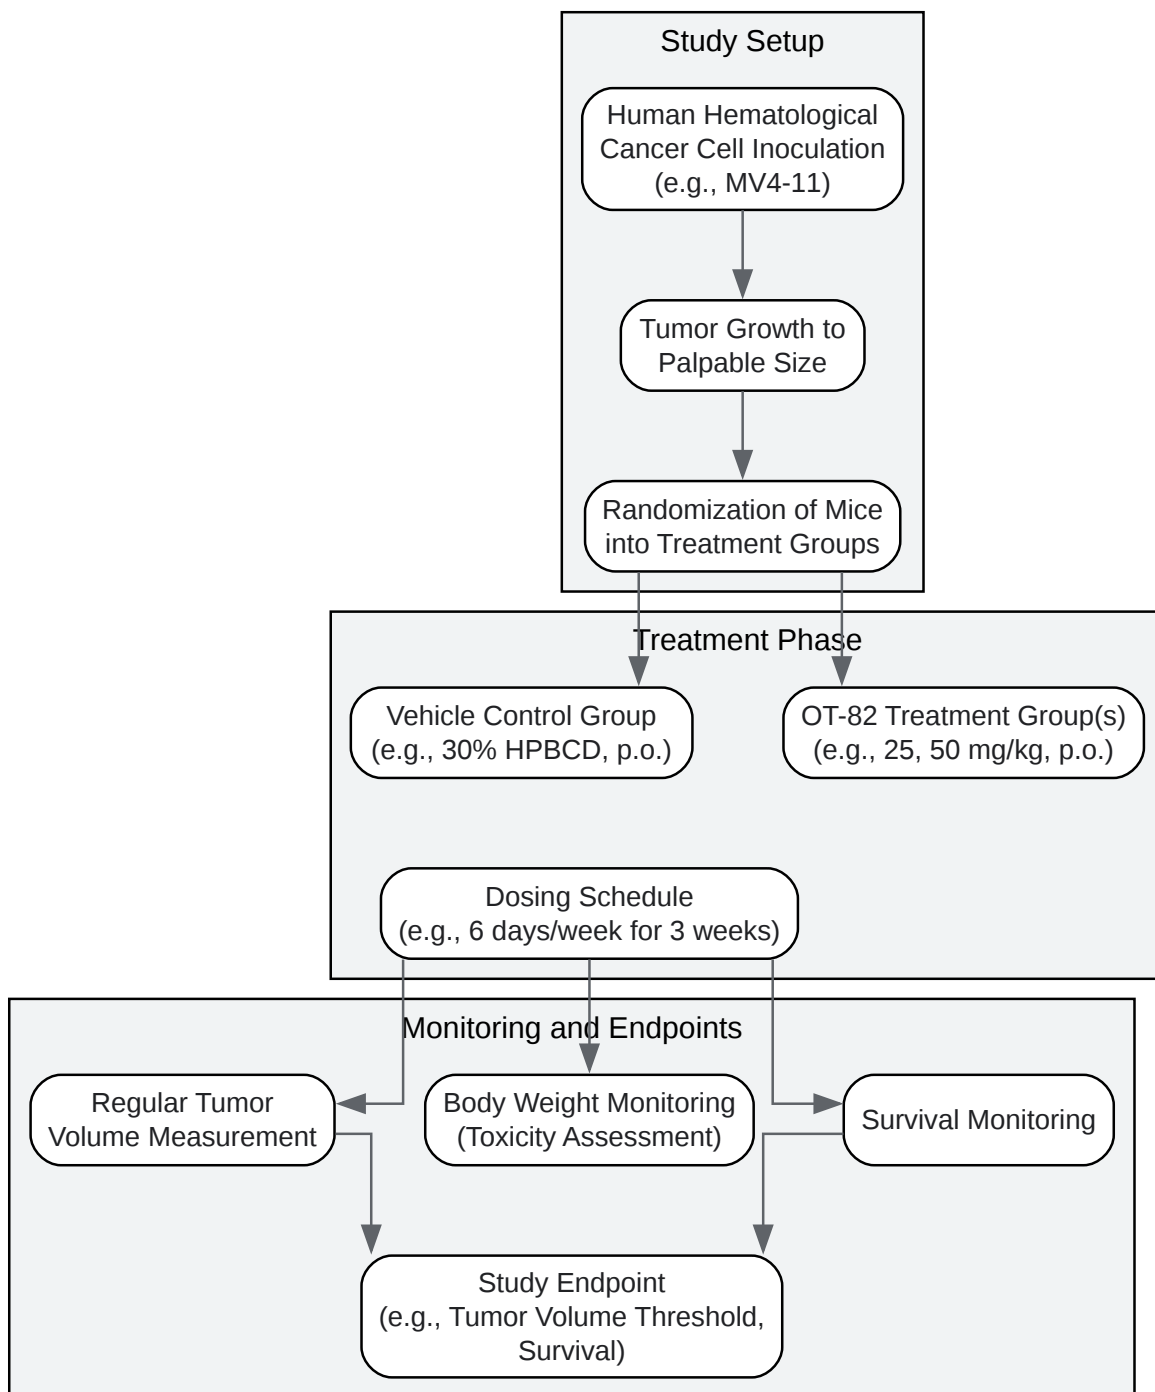 Study Setup
Human Hematological
Cancer Cell Inoculation
(e.g., MV4-11)
Tumor Growth to
Palpable Size
Randomization of Mice
into Treatment Groups
Treatment Phase
Vehicle Control Group
(e.g., 30% HPBCD, p.o.)
OT-82 Treatment Group(s)
(e.g., 25, 50 mg/kg, p.o.)
Dosing Schedule
(e.g., 6 days/week for 3 weeks)
Monitoring and Endpoints
Regular Tumor
Volume Measurement
Body Weight Monitoring
(Toxicity Assessment)
Survival Monitoring
Study Endpoint
(e.g., Tumor Volume Threshold,
Survival)